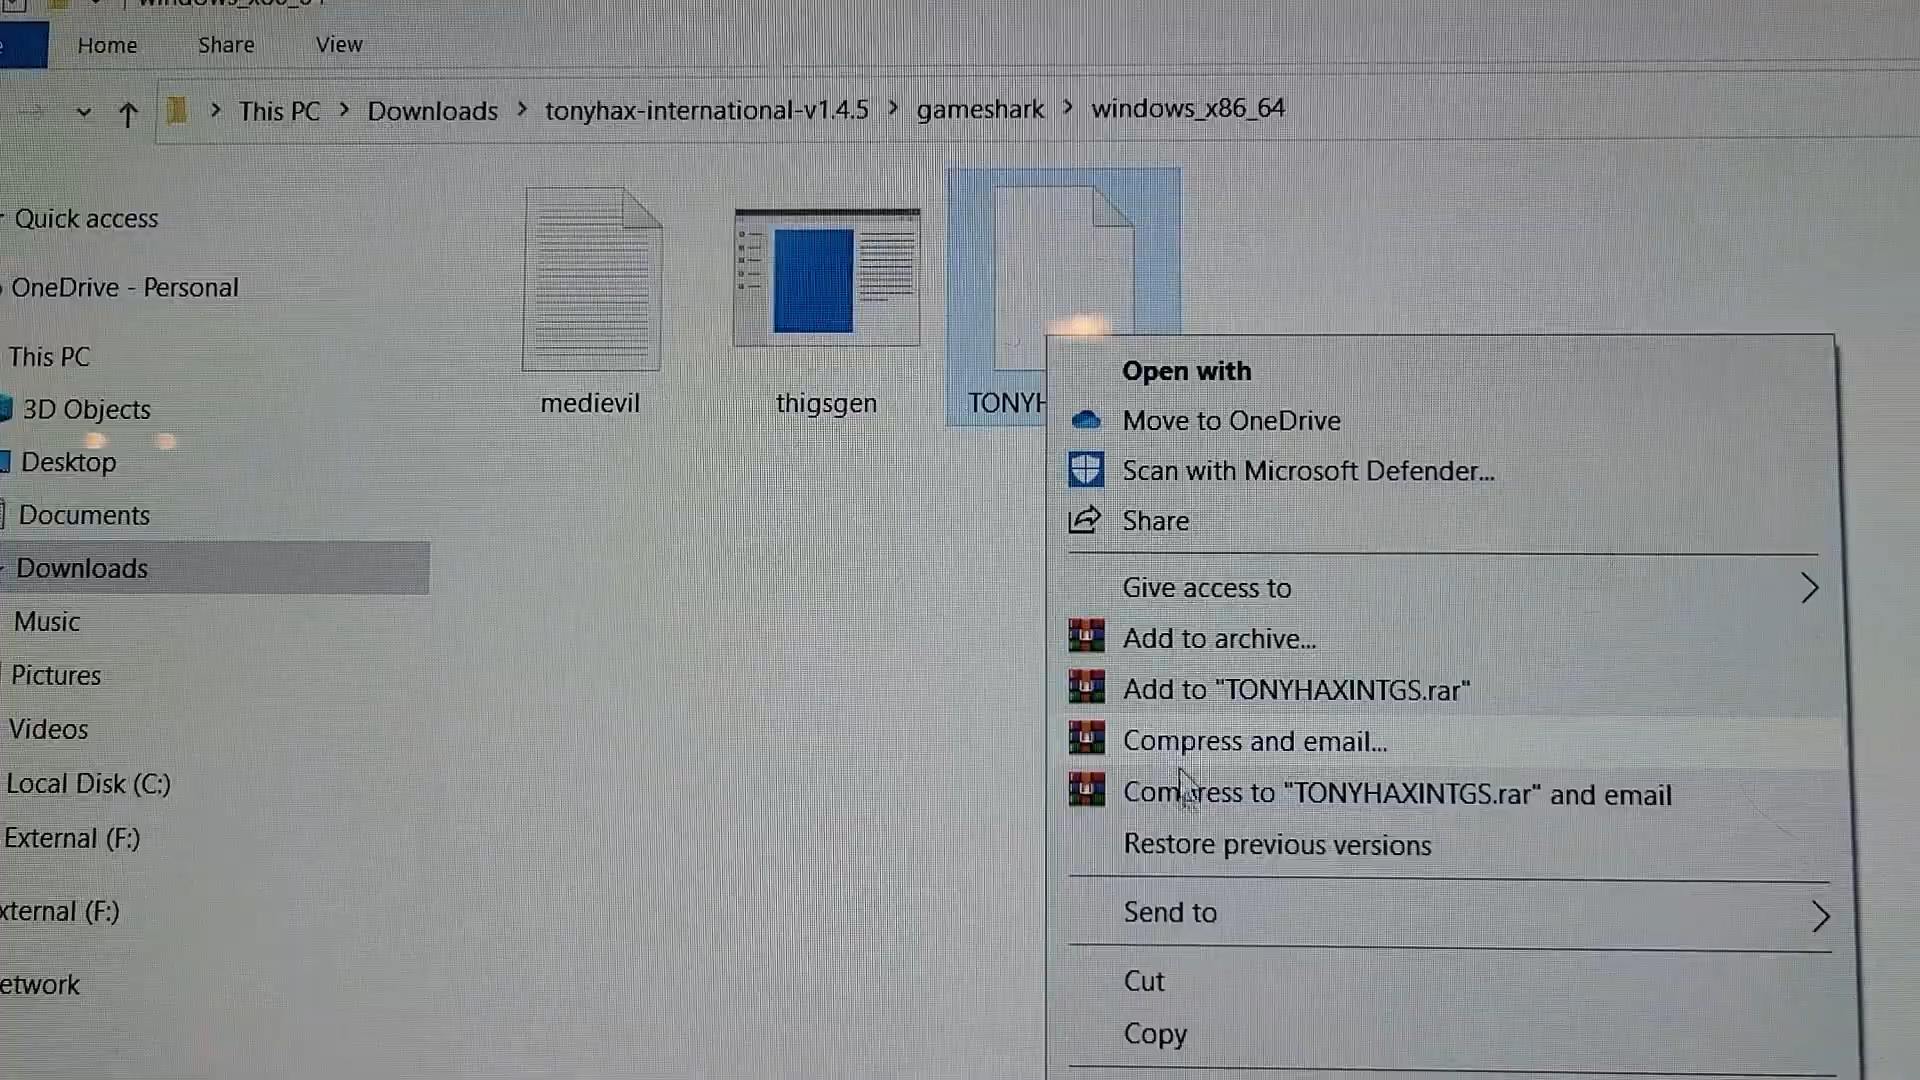 Home Share View
This PC > Downloads > tonyhax-international-v1.4.5 > gameshark > windows_x86_64
Quick access
OneDrive - Personal
This PC
3D Objects
Desktop
Documents
Downloads
Music
Pictures
Videos
Local Disk (C:)
External (F:)
xternal (F:)
etwork
medievil
thigsgen
TONYH
Open with
Move to OneDrive
Scan with Microsoft Defender...
Share
Give access to
Add to archive...
Add to "TONYHAXINTGS.rar"
Compress and email...
Compress to "TONYHAXINTGS.rar" and email
Restore previous versions
Send to
Cut
Copy